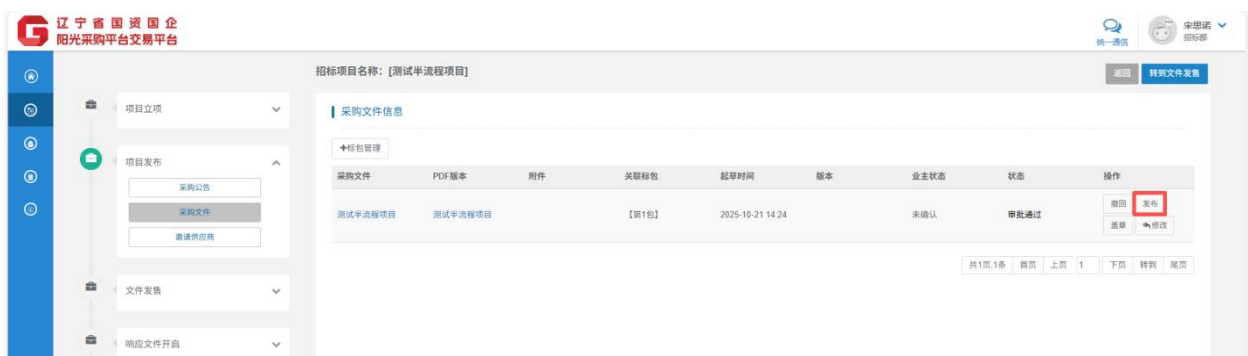 辽宁省国资国企
阳光采购平台交易平台
统一通信
宋思诺
招标部
招标项目名称：[测试半流程项目]
返回
转到文件发售
项目立项
项目发布
采购公告
采购文件
邀请供应商
文件发售
响应文件开启
采购文件信息
+标包管理
采购文件 PDF版本 附件 关联标包 起草时间 版本 业主状态 状态 操作
测试半流程项目 测试半流程项目 【第1包】 2025-10-21 14:24 未确认 审批通过
撤回 发布
盖章 修改
共1页,1条 首页 上页 1 下页 转到 尾页